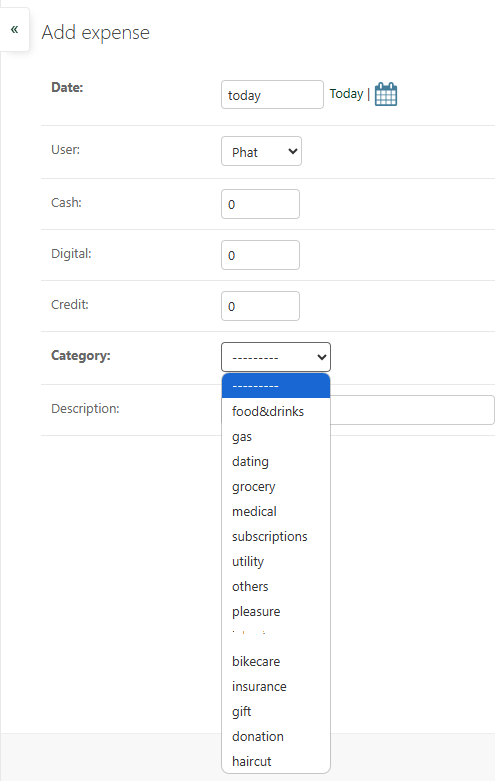 «
Add expense
Date:
today
Today |
User:
Phat
Cash:
0
Digital:
0
Credit:
0
Category:
---------
---------
Description:
food&drinks
gas
dating
grocery
medical
subscriptions
utility
others
pleasure
bikecare
insurance
gift
donation
haircut